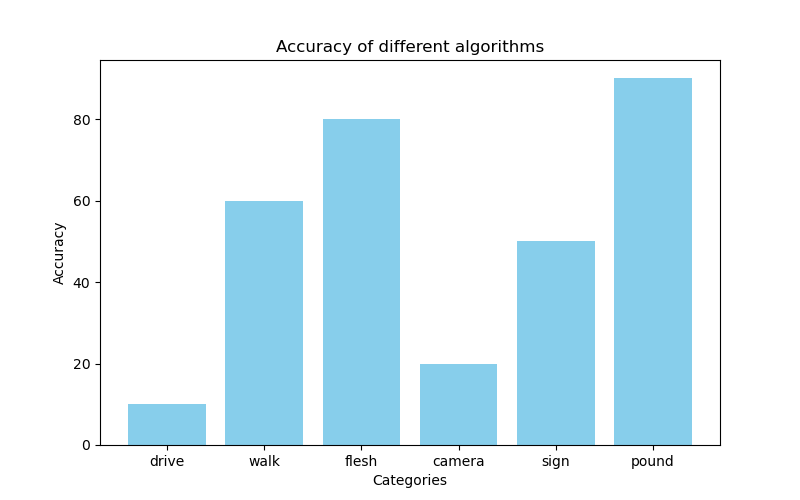 Accuracy of different algorithms
Accuracy
80
60
40
20
0
drive walk flesh camera sign pound
Categories